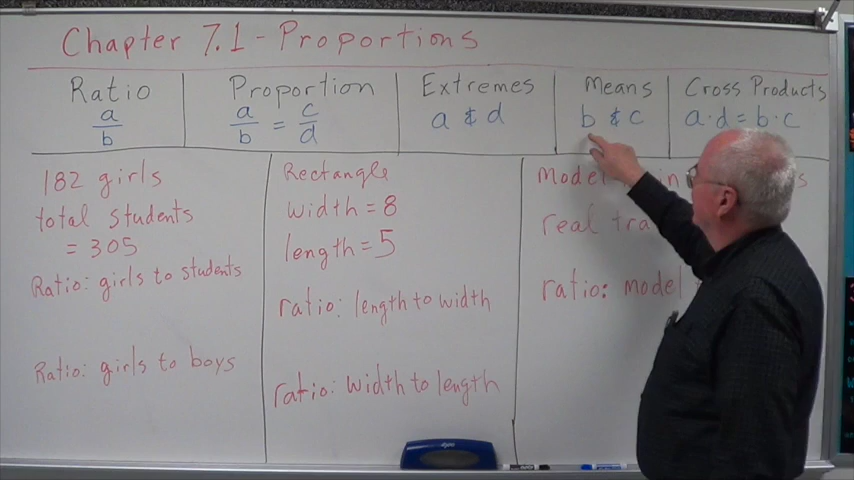 Chapter 7.1 - Proportions
Ratio
a/b
Proportion
a/b = c/d
Extremes
a & d
Means
b & c
Cross Products
a·d = b·c
182 girls
total students
= 305
Ratio: girls to students
Ratio: girls to boys
Rectangle
width = 8
length = 5
ratio: length to width
ratio: width to length
Model
real
ratio: model